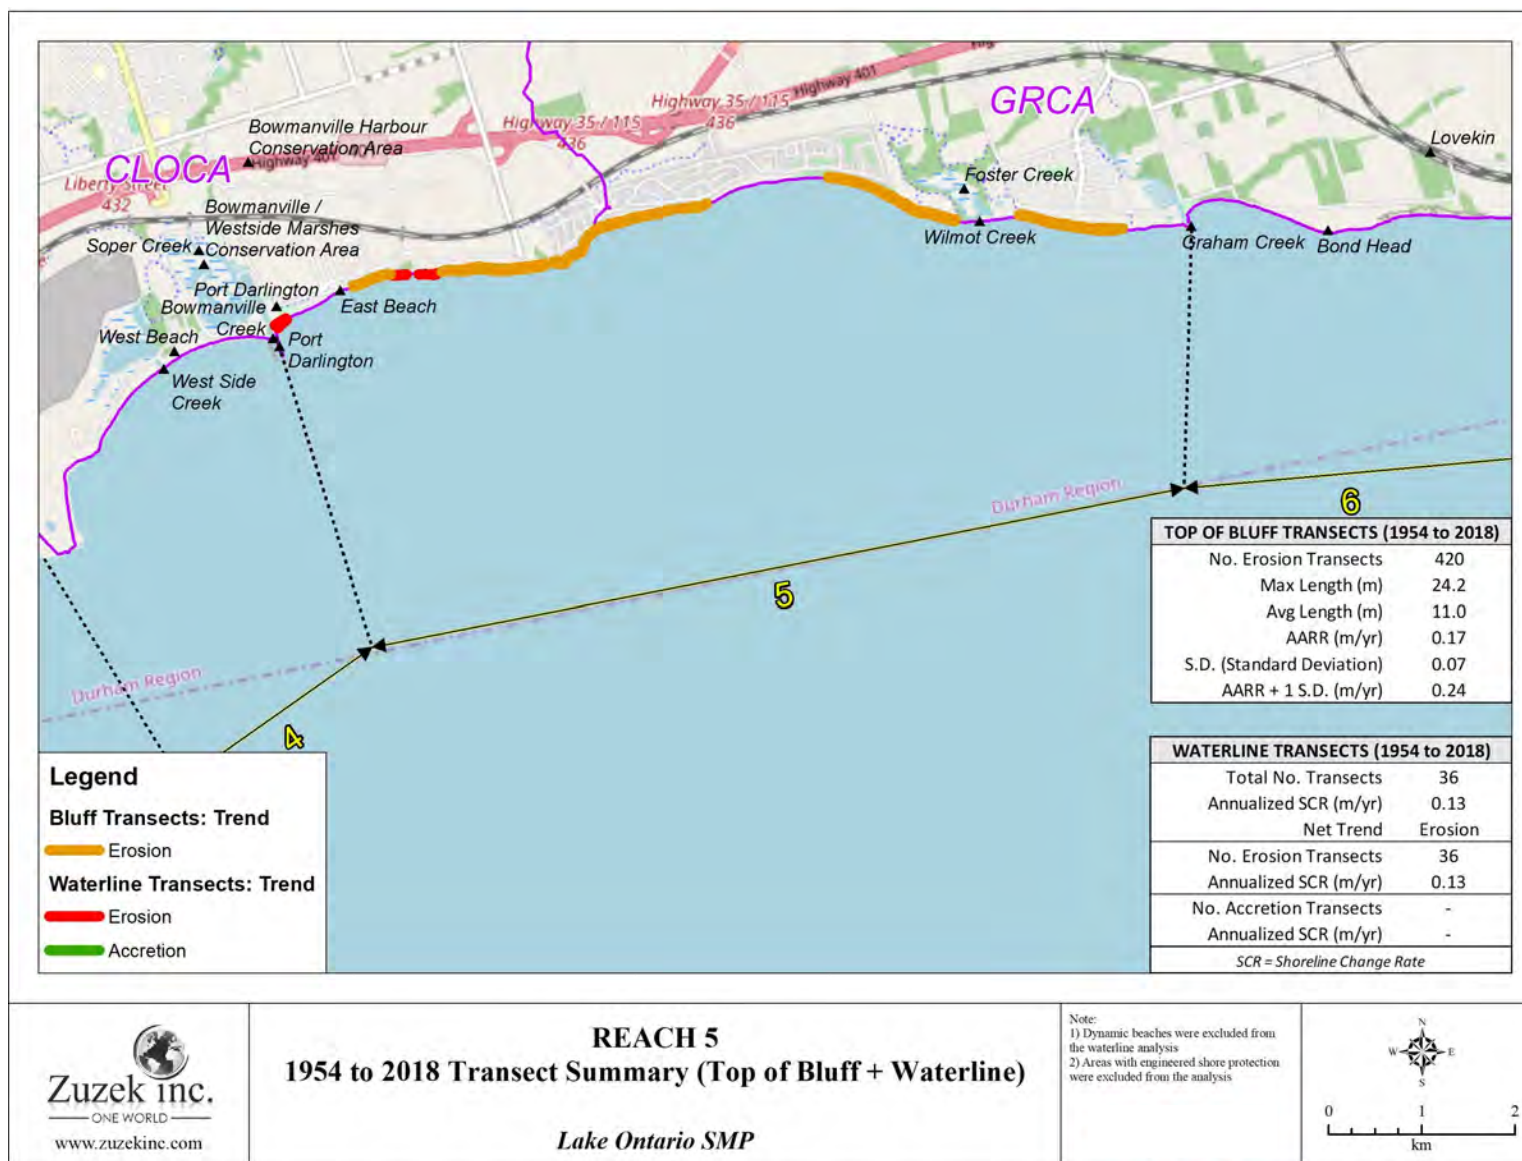 GRCA
Highway 401
Highway 35 / 115
436
Highway 35 / 115
436
Lovekin
Bowmanville Harbour
Conservation Area
Highway 401
CLOCA
Liberty Street
432
Foster Creek
Bowmanville /
Westside Marshes
Conservation Area
Soper Creek
Wilmot Creek
Graham Creek
Bond Head
Port Darlington
East Beach
Bowmanville
Creek
West Beach
Port
Darlington
West Side
Creek
Durham Region
6
5
Durham Region
4
TOP OF BLUFF TRANSECTS (1954 to 2018)
No. Erosion Transects 420
Max Length (m) 24.2
Avg Length (m) 11.0
AARR (m/yr) 0.17
S.D. (Standard Deviation) 0.07
AARR + 1 S.D. (m/yr) 0.24
WATERLINE TRANSECTS (1954 to 2018)
Total No. Transects 36
Annualized SCR (m/yr) 0.13
Net Trend Erosion
No. Erosion Transects 36
Annualized SCR (m/yr) 0.13
No. Accretion Transects -
Annualized SCR (m/yr) -
SCR = Shoreline Change Rate
Legend
Bluff Transects: Trend
Erosion
Waterline Transects: Trend
Erosion
Accretion
Zuzek inc.
ONE WORLD
www.zuzekinc.com
REACH 5
1954 to 2018 Transect Summary (Top of Bluff + Waterline)
Lake Ontario SMP
Note:
1) Dynamic beaches were excluded from
the waterline analysis
2) Areas with engineered shore protection
were excluded from the analysis
N
W E
S
0 1 2
km